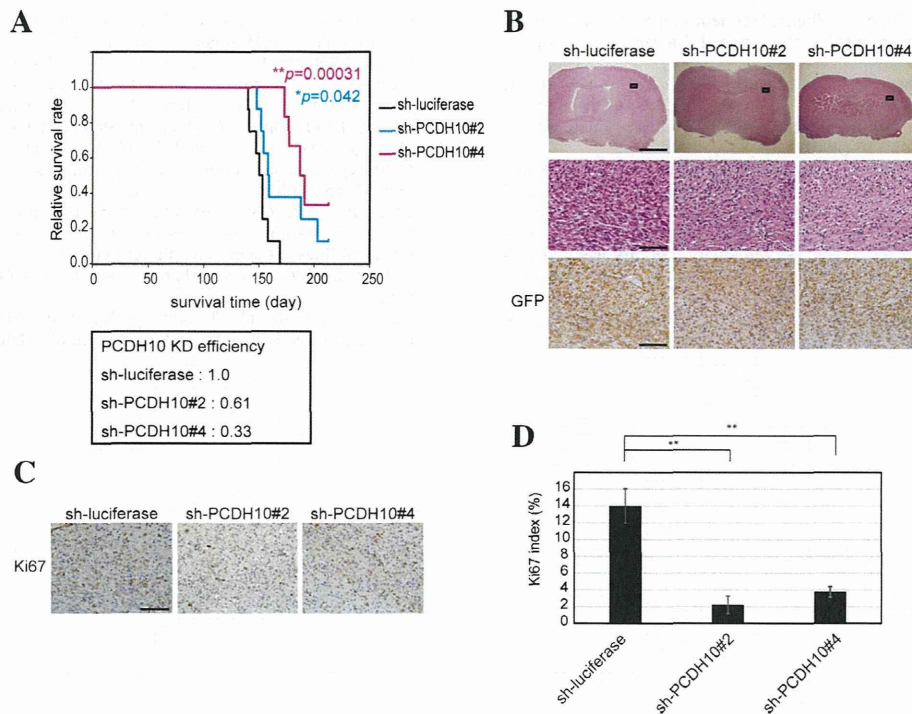 A
**p=0.00031
*p=0.042
sh-luciferase
sh-PCDH10#2
sh-PCDH10#4
Relative survival rate
1.0
0.8
0.6
0.4
0.2
0.0
0 50 100 150 200 250
survival time (day)
PCDH10 KD efficiency
sh-luciferase : 1.0
sh-PCDH10#2 : 0.61
sh-PCDH10#4 : 0.33
B
sh-luciferase sh-PCDH10#2 sh-PCDH10#4
GFP
C
sh-luciferase sh-PCDH10#2 sh-PCDH10#4
Ki67
D
**
**
Ki67 index (%)
16
14
12
10
8
6
4
2
0
sh-luciferase
sh-PCDH10#2
sh-PCDH10#4